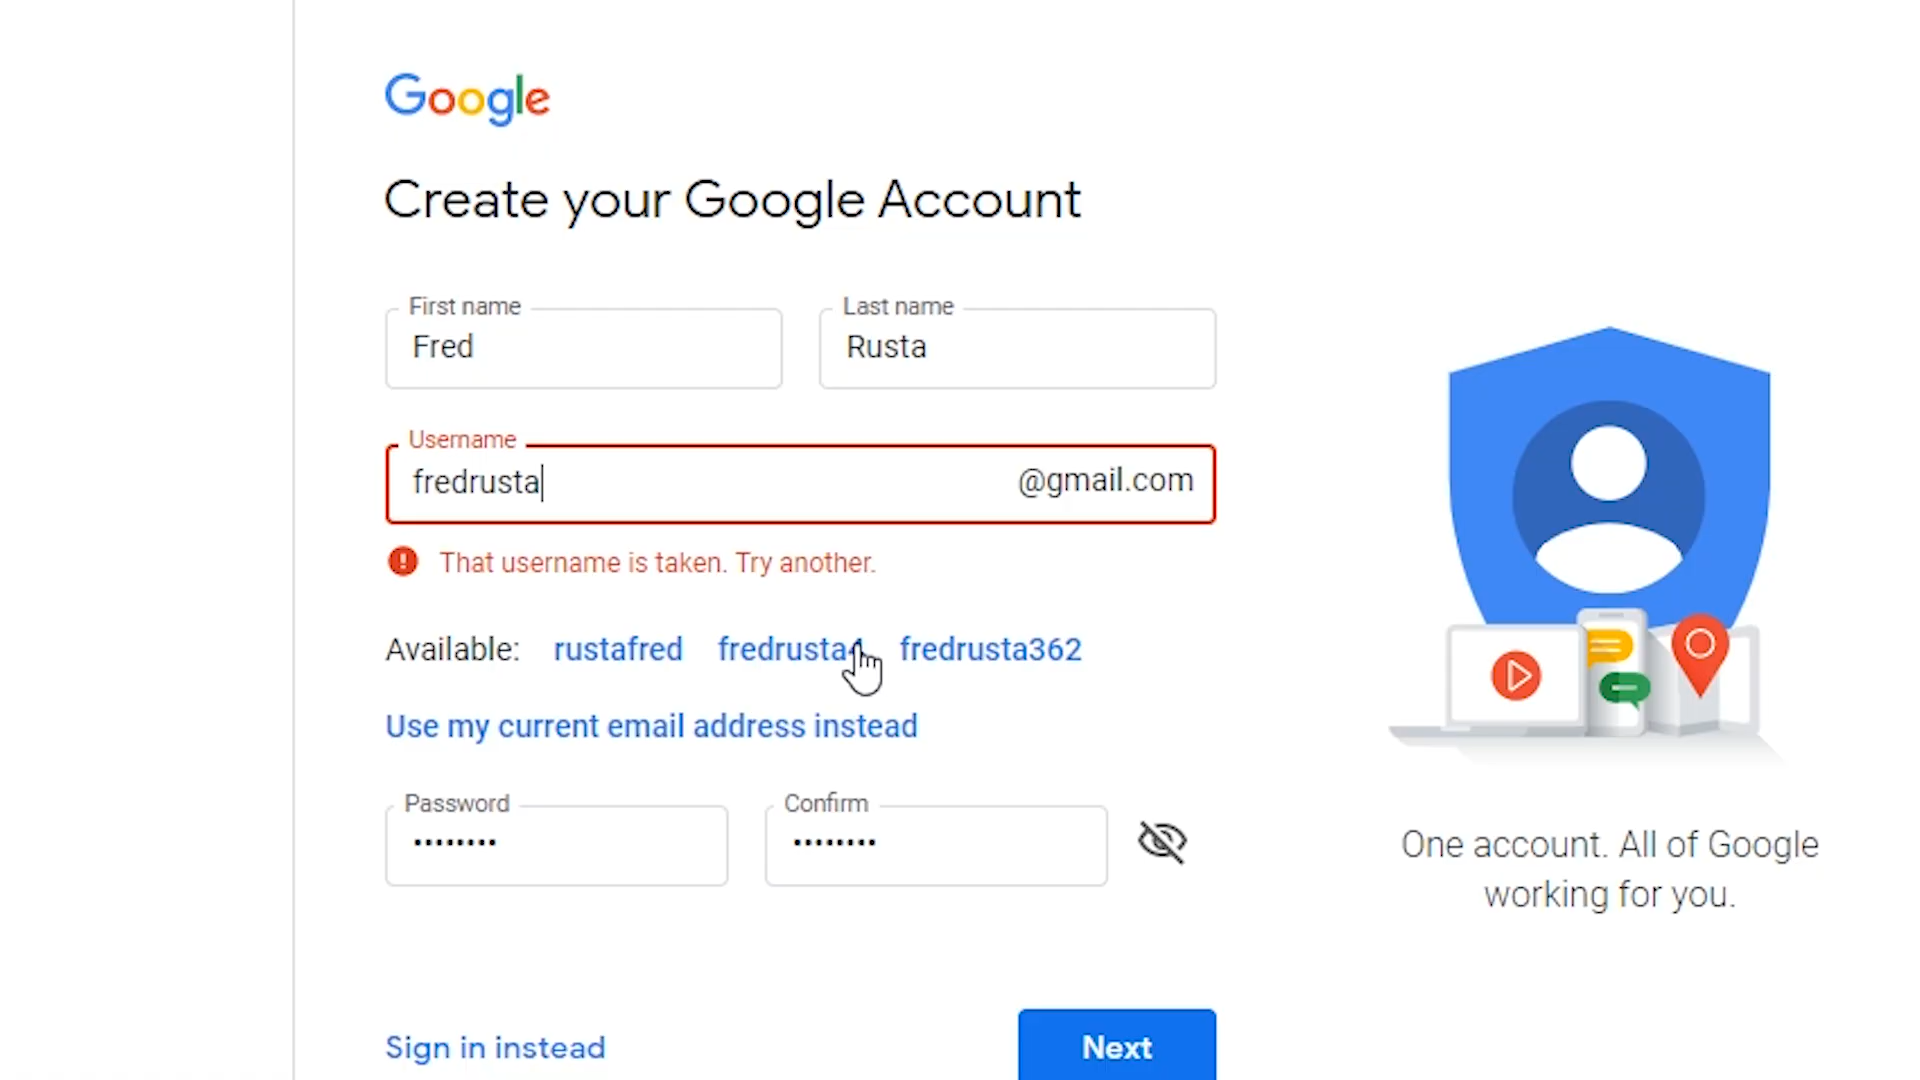 Google
Create your Google Account
First name
Last name
Fred
Rusta
Username
fredrusta
@gmail.com
That username is taken. Try another.
Available: rustafred fredrusta4 fredrusta362
Use my current email address instead
Password
Confirm
••••••••
••••••••
One account. All of Google
working for you.
Sign in instead
Next